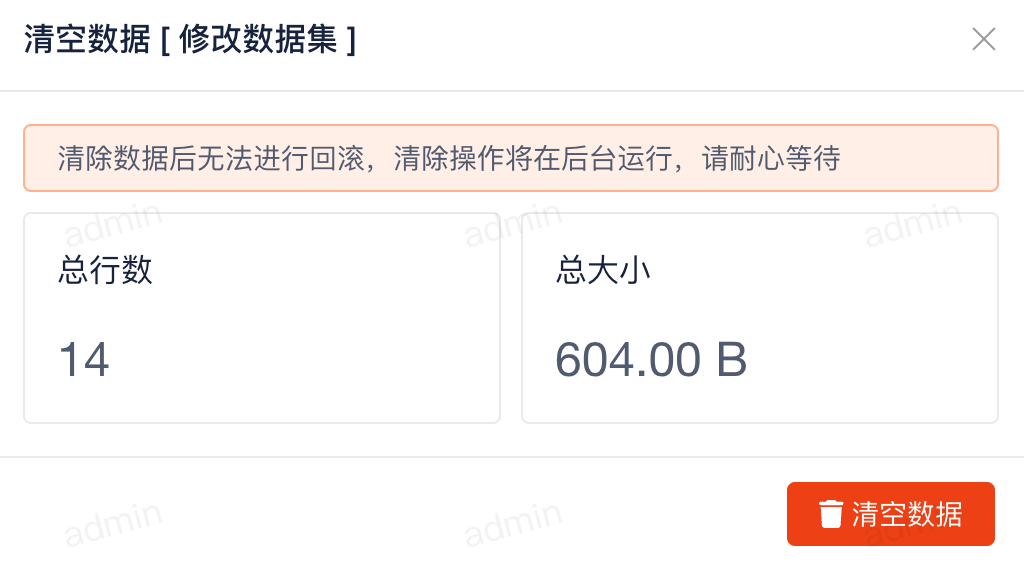 清空数据 [ 修改数据集 ]
清除数据后无法进行回滚，清除操作将在后台运行，请耐心等待
admin admin admin
总行数 总大小
14 604.00 B
清空数据
admin admin admin